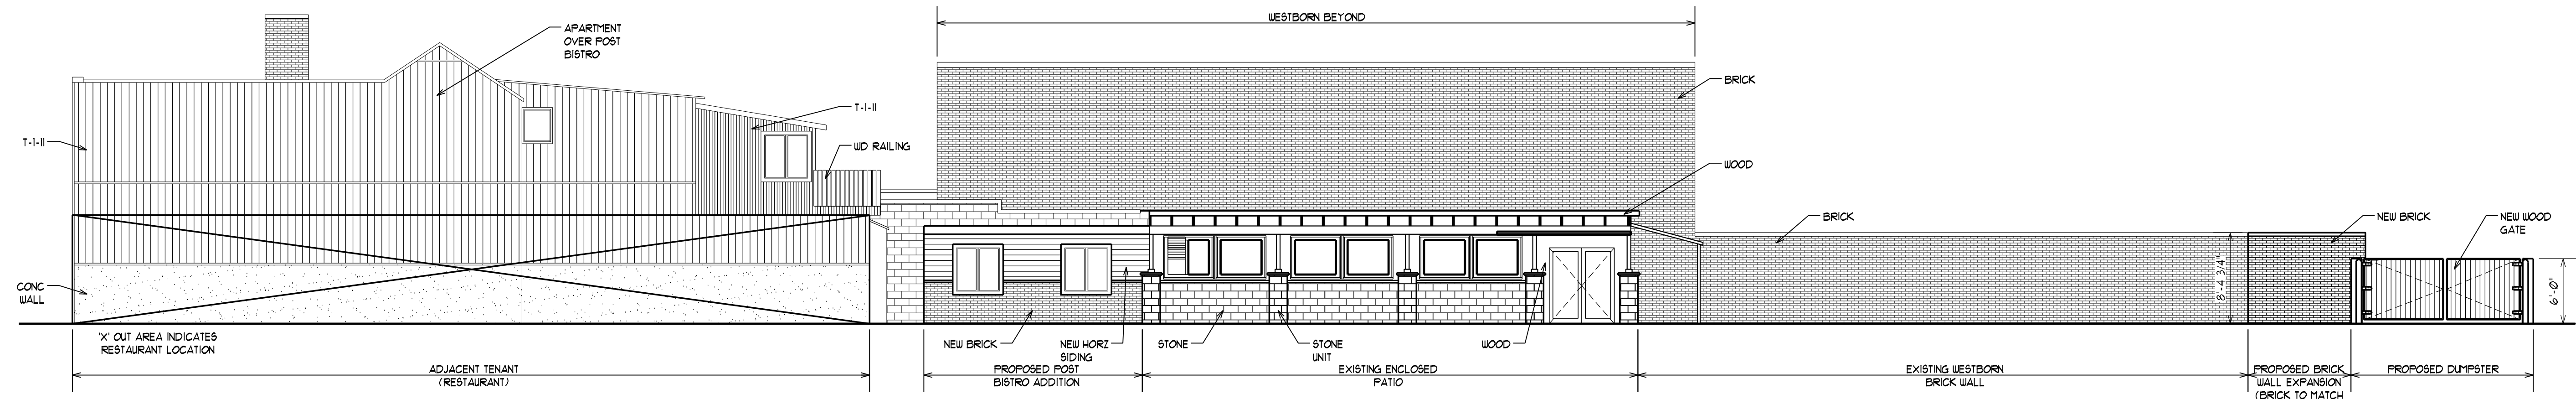 WESTBORN BEYOND
APARTMENT
OVER POST
BISTRO
BRICK
T-1-11
T-1-11
WD RAILING
WOOD
BRICK
NEW BRICK
NEW WOOD
GATE
CONC
WALL
8'-4 3/4"
6'-0"
'X' OUT AREA INDICATES
RESTAURANT LOCATION
NEW BRICK
NEW HORZ
SIDING
STONE
STONE
UNIT
WOOD
ADJACENT TENANT
(RESTAURANT)
PROPOSED POST
BISTRO ADDITION
EXISTING ENCLOSED
PATIO
EXISTING WESTBORN
BRICK WALL
PROPOSED BRICK
WALL EXPANSION
(BRICK TO MATCH
PROPOSED DUMPSTER